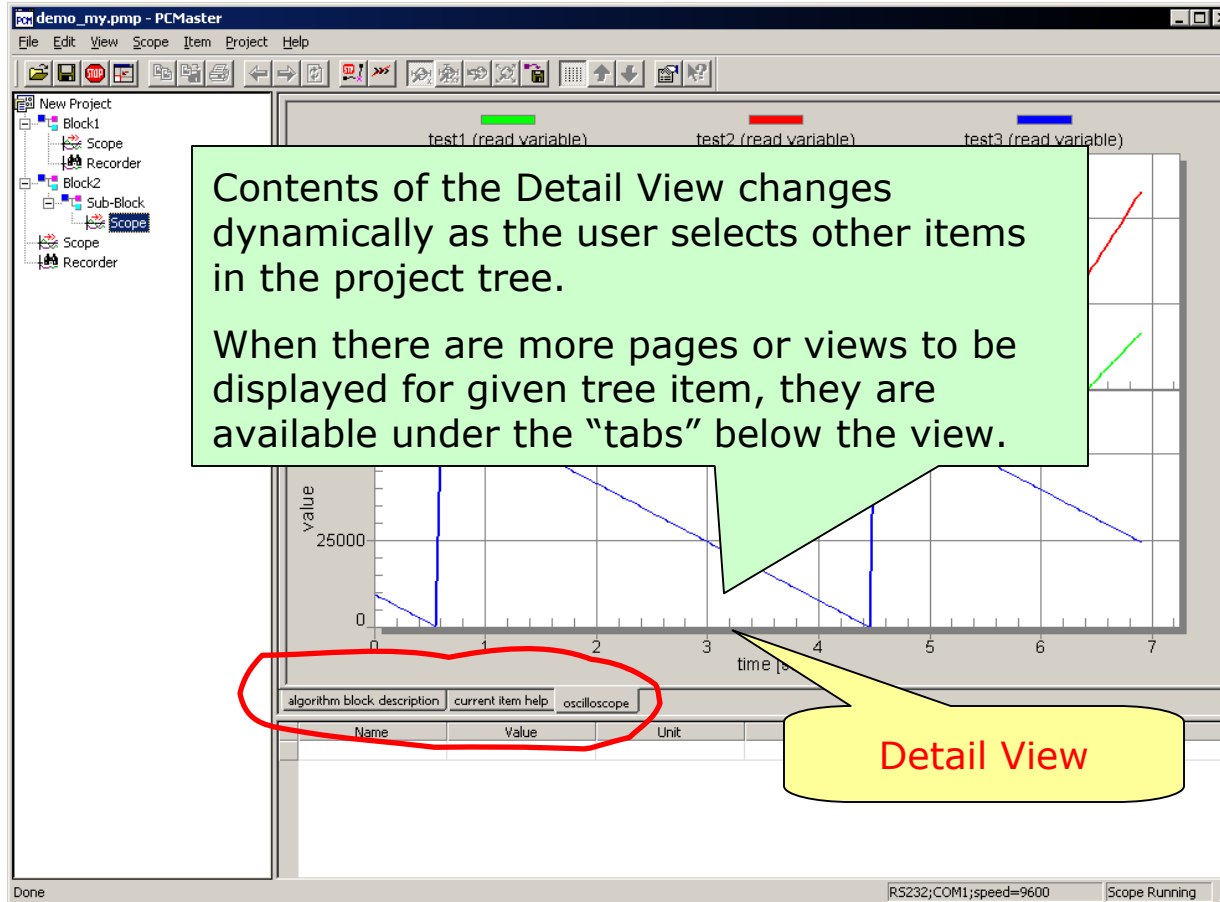 demo_my.pmp - PCMaster
File Edit View Scope Item Project Help
New Project
Block1
Scope
Recorder
Block2
Sub-Block
Scope
Scope
Recorder
test1 (read variable) test2 (read variable) test3 (read variable)
Contents of the Detail View changes
dynamically as the user selects other items
in the project tree.
When there are more pages or views to be
displayed for given tree item, they are
available under the “tabs” below the view.
value
25000
0
0 1 2 3 4 5 6 7
time
algorithm block description current item help oscilloscope
Name Value Unit
Detail View
Done RS232;COM1;speed=9600 Scope Running